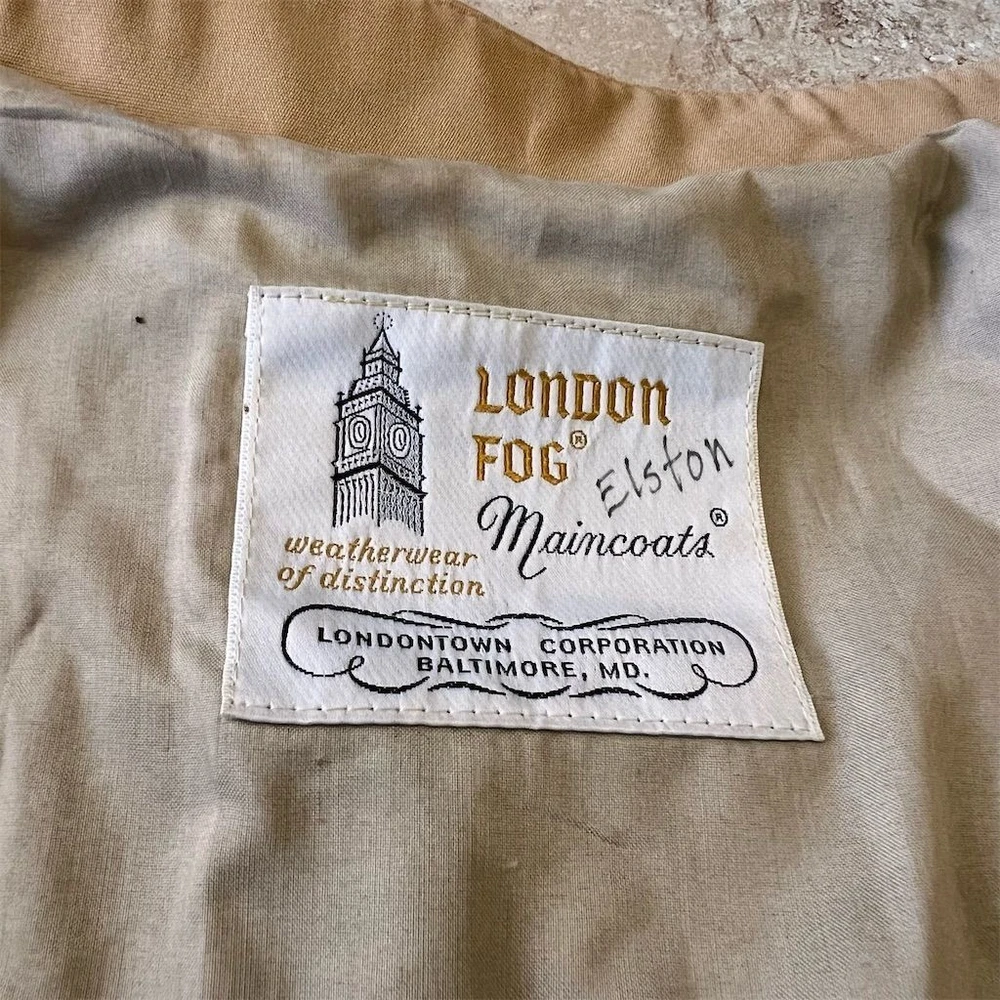 LONDON
FOG®
Elston
Maincoats®
weatherwear
of distinction
LONDONTOWN CORPORATION
BALTIMORE, MD.